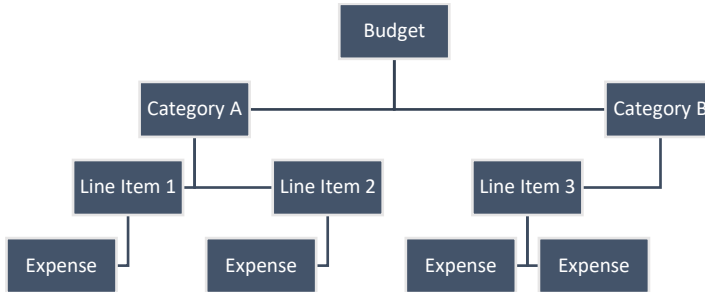 Budget
Category A
Category B
Line Item 1
Line Item 2
Line Item 3
Expense
Expense
Expense
Expense